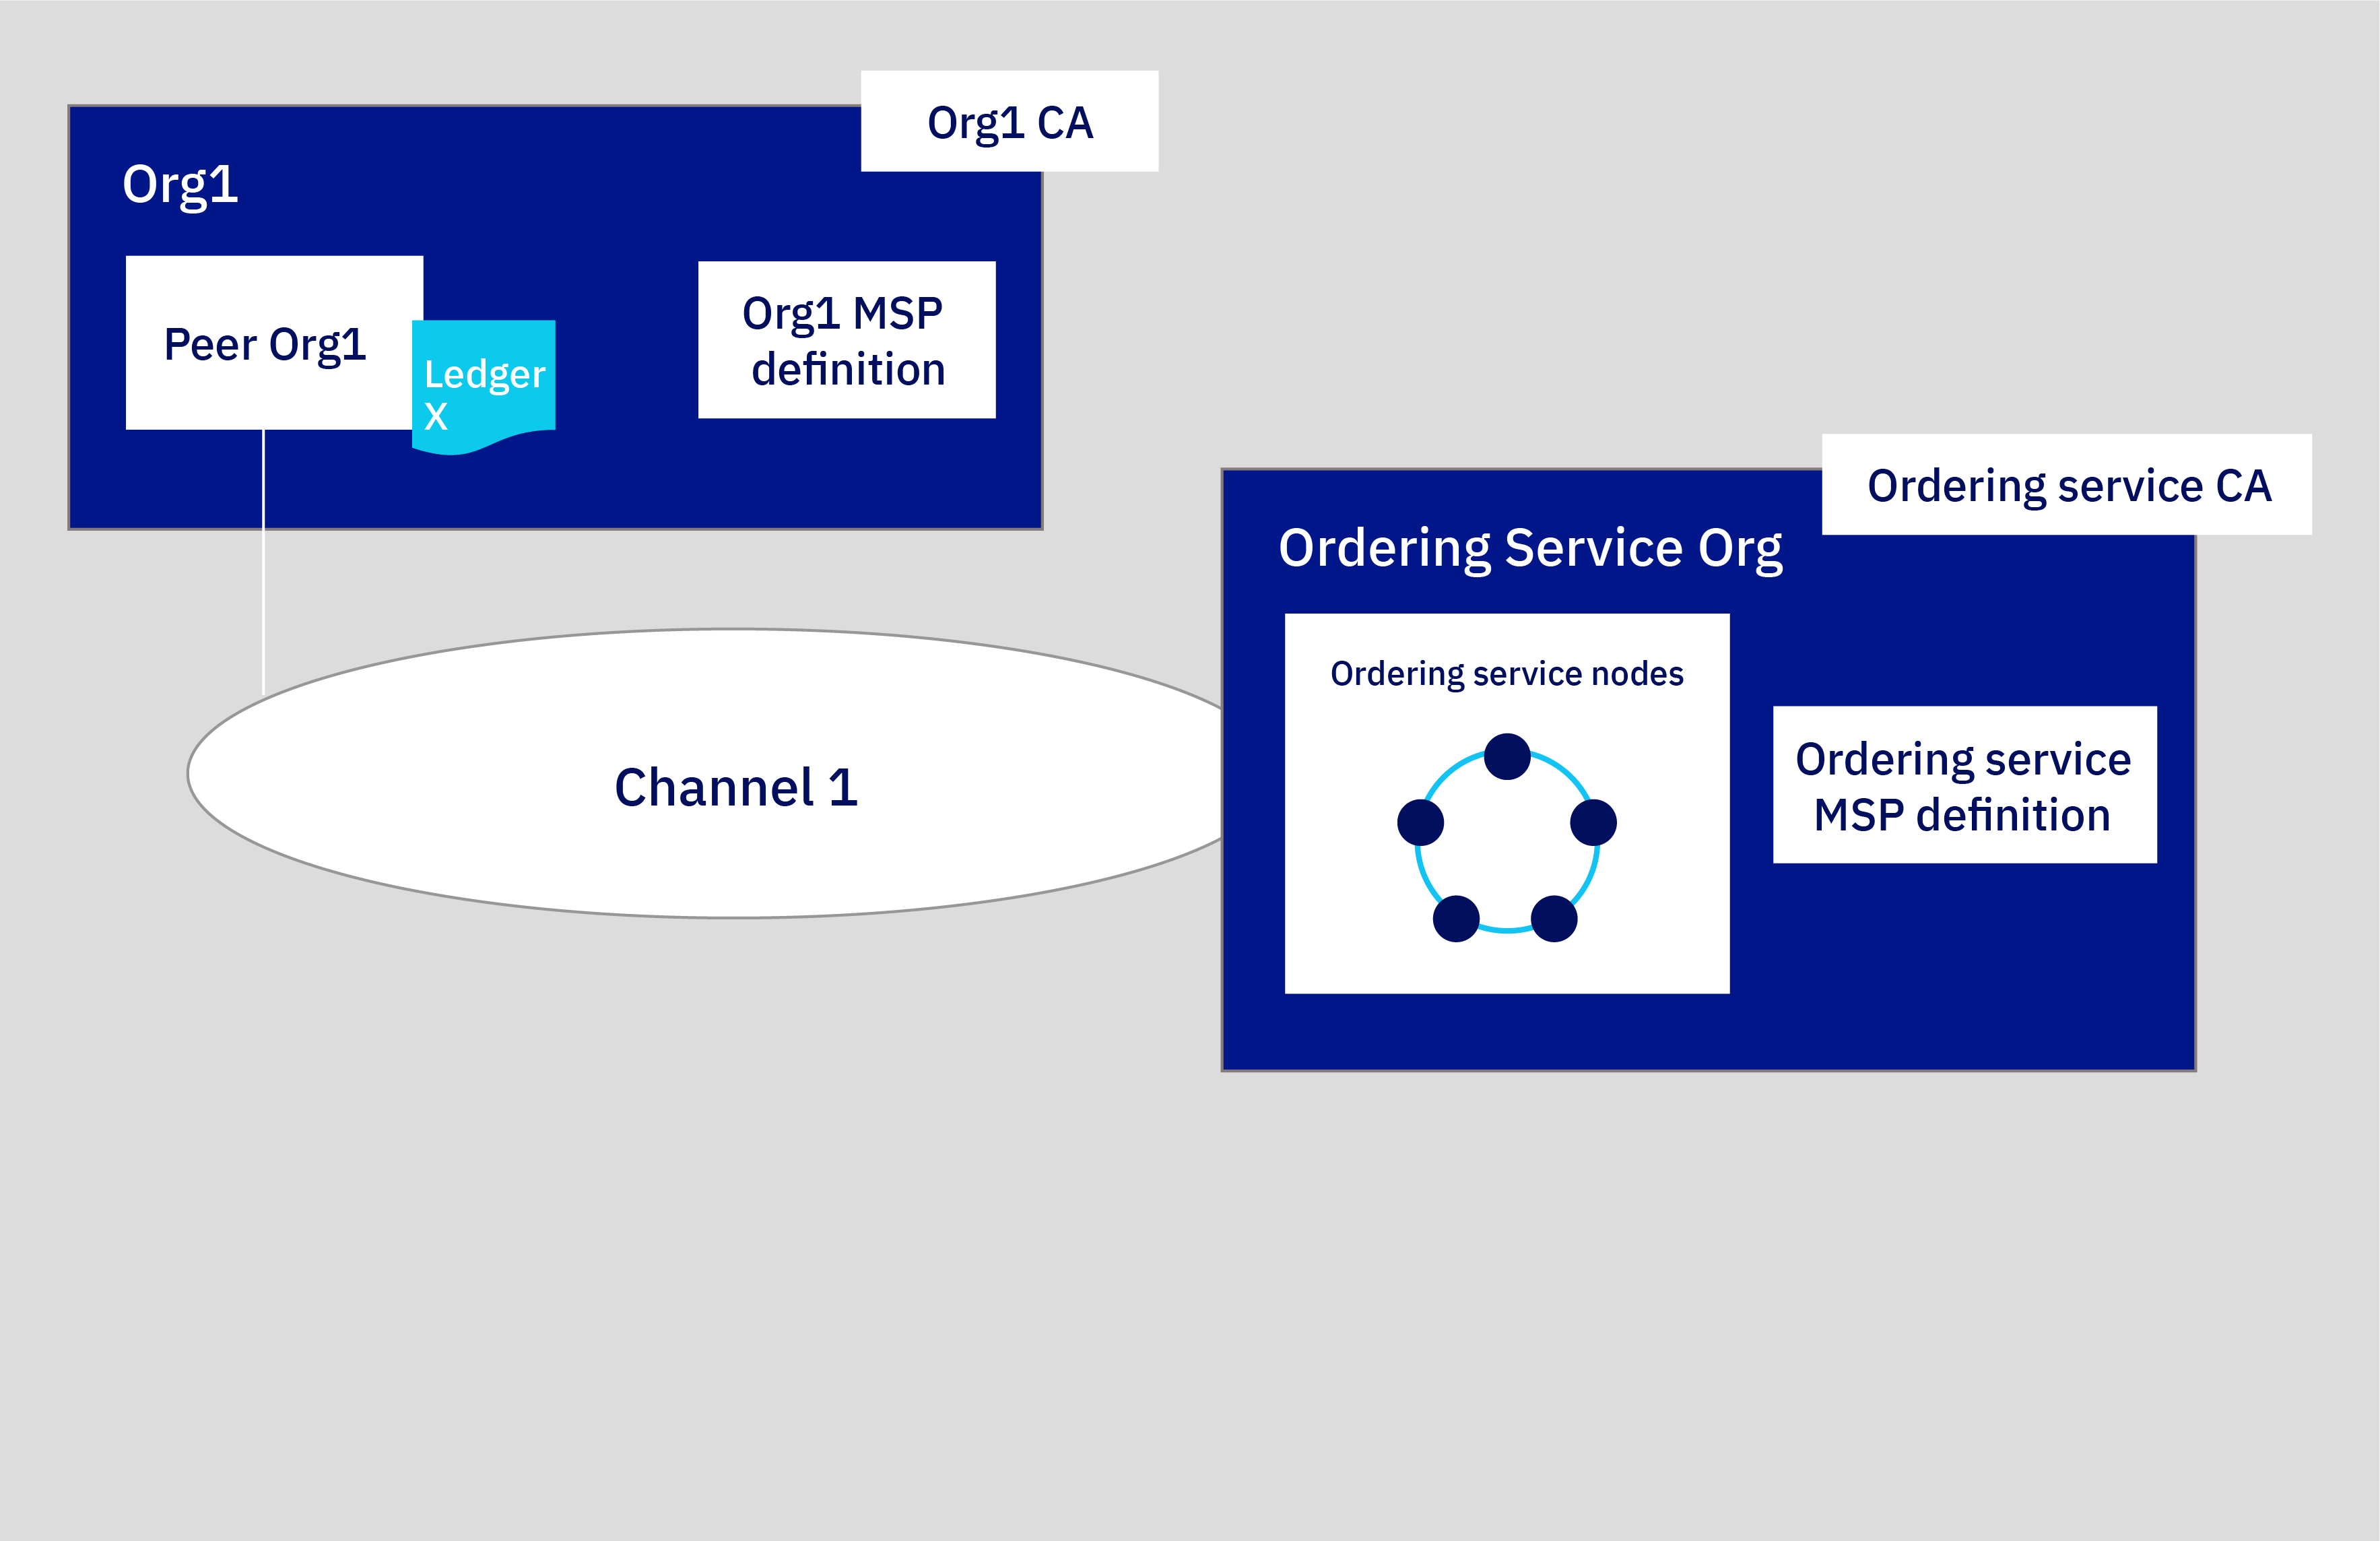 Org1 CA
Org1
Peer Org1
Ledger
X
Org1 MSP
definition
Ordering service CA
Ordering Service Org
Ordering service nodes
Ordering service
MSP definition
Channel 1